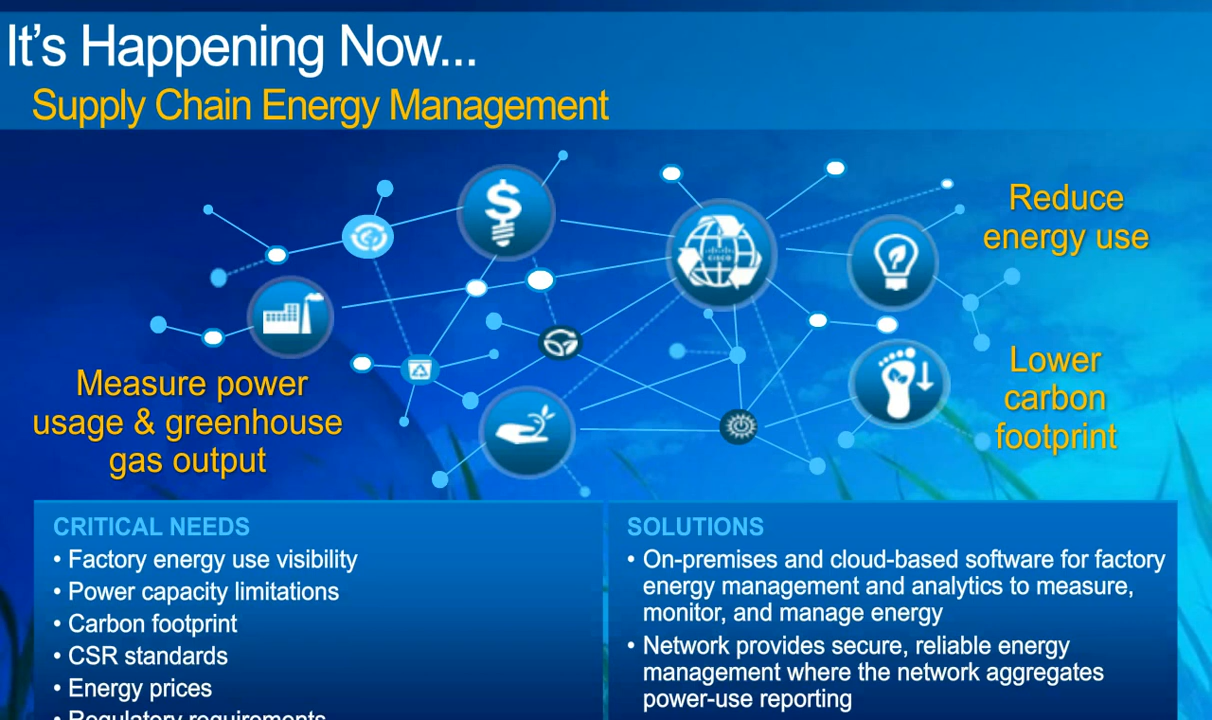 It's Happening Now...
Supply Chain Energy Management
$
CISCO
Reduce
energy use
Measure power
usage & greenhouse
gas output
Lower
carbon
footprint
CRITICAL NEEDS
• Factory energy use visibility
• Power capacity limitations
• Carbon footprint
• CSR standards
• Energy prices
• Regulatory requirements
SOLUTIONS
• On-premises and cloud-based software for factory
energy management and analytics to measure,
monitor, and manage energy
• Network provides secure, reliable energy
management where the network aggregates
power-use reporting